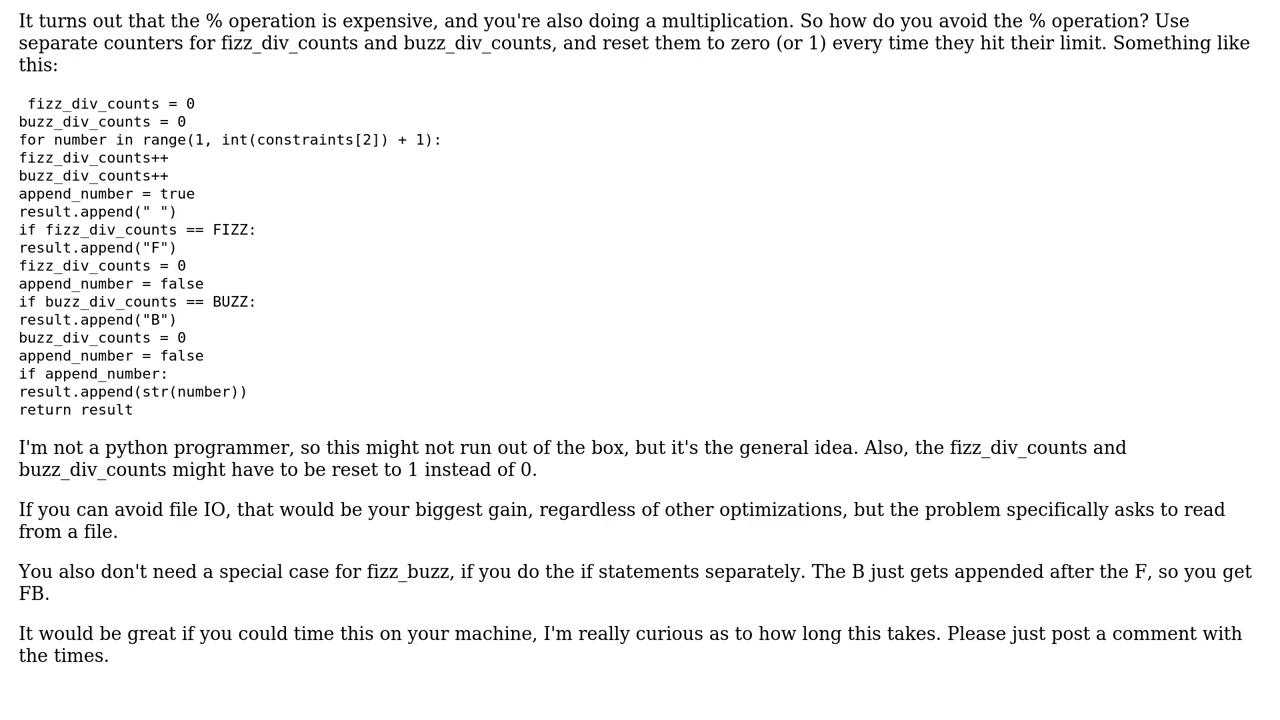 It turns out that the % operation is expensive, and you're also doing a multiplication. So how do you avoid the % operation? Use
separate counters for fizz_div_counts and buzz_div_counts, and reset them to zero (or 1) every time they hit their limit. Something like
this:
fizz_div_counts = 0
buzz_div_counts = 0
for number in range(1, int(constraints[2]) + 1):
fizz_div_counts++
buzz_div_counts++
append_number = true
result.append(" ")
if fizz_div_counts == FIZZ:
result.append("F")
fizz_div_counts = 0
append_number = false
if buzz_div_counts == BUZZ:
result.append("B")
buzz_div_counts = 0
append_number = false
if append_number:
result.append(str(number))
return result
I'm not a python programmer, so this might not run out of the box, but it's the general idea. Also, the fizz_div_counts and
buzz_div_counts might have to be reset to 1 instead of 0.
If you can avoid file IO, that would be your biggest gain, regardless of other optimizations, but the problem specifically asks to read
from a file.
You also don't need a special case for fizz_buzz, if you do the if statements separately. The B just gets appended after the F, so you get
FB.
It would be great if you could time this on your machine, I'm really curious as to how long this takes. Please just post a comment with
the times.